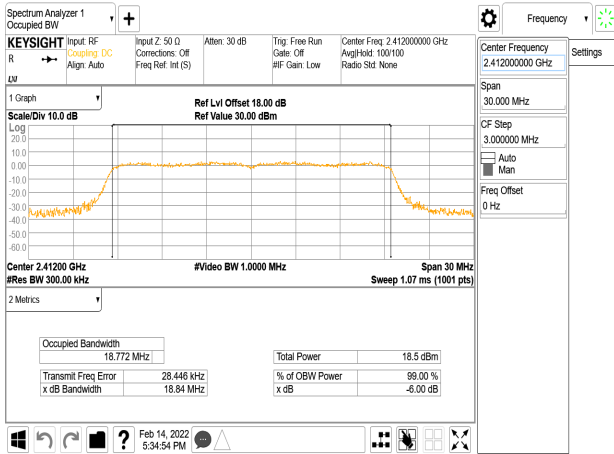 Spectrum Analyzer 1
Occupied BW
Frequency
KEYSIGHT
R
Input: RF
Coupling: DC
Align: Auto
Input Z: 50 Ω
Corrections: Off
Freq Ref: Int (S)
Atten: 30 dB
Trig: Free Run
Gate: Off
#IF Gain: Low
Center Freq: 2.412000000 GHz
Avg|Hold: 100/100
Radio Std: None
Center Frequency
2.412000000 GHz
Settings
Span
30.000 MHz
CF Step
3.000000 MHz
Auto
Man
Freq Offset
0 Hz
1 Graph
Scale/Div 10.0 dB
Ref Lvl Offset 18.00 dB
Ref Value 30.00 dBm
Log
20.0
10.0
0.00
-10.0
-20.0
-30.0
-40.0
-50.0
-60.0
Center 2.41200 GHz
#Video BW 1.0000 MHz
Span 30 MHz
#Res BW 300.00 kHz
Sweep 1.07 ms (1001 pts)
2 Metrics
Occupied Bandwidth
18.772 MHz
Total Power 18.5 dBm
Transmit Freq Error 28.446 kHz
% of OBW Power 99.00 %
x dB Bandwidth 18.84 MHz
x dB -6.00 dB
Feb 14, 2022
5:34:54 PM